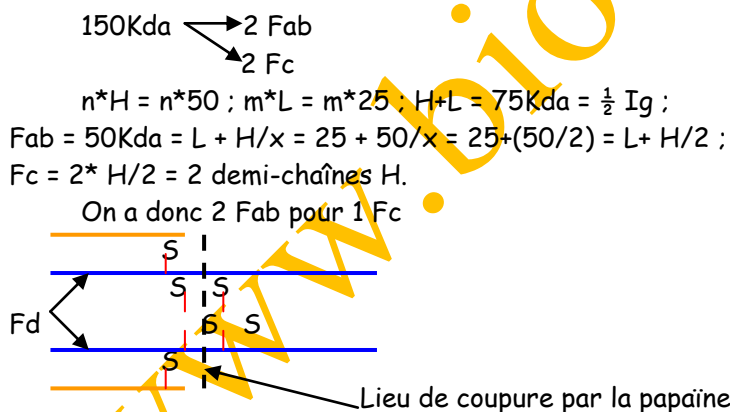 150Kda 2 Fab
2 Fc
n*H = n*50 ; m*L = m*25 ; H+L = 75Kda = ½ Ig ;
Fab = 50Kda = L + H/x = 25 + 50/x = 25+(50/2) = L+ H/2 ;
Fc = 2* H/2 = 2 demi-chaînes H.
On a donc 2 Fab pour 1 Fc
S
S S
Fd S S
S
Lieu de coupure par la papaïne
www.bio